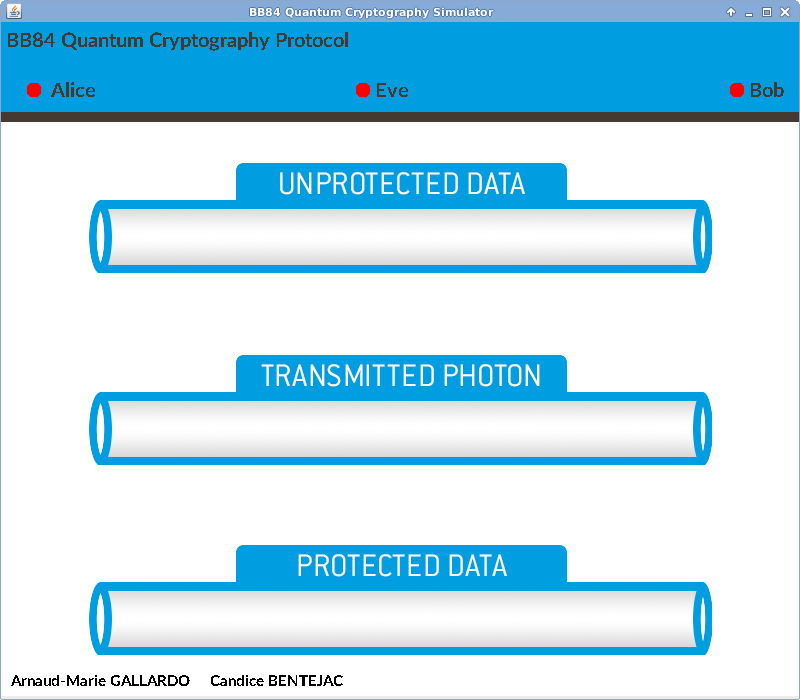 BB84 Quantum Cryptography Simulator
BB84 Quantum Cryptography Protocol
Alice Eve Bob
UNPROTECTED DATA
TRANSMITTED PHOTON
PROTECTED DATA
Arnaud-Marie GALLARDO Candice BENTEJAC